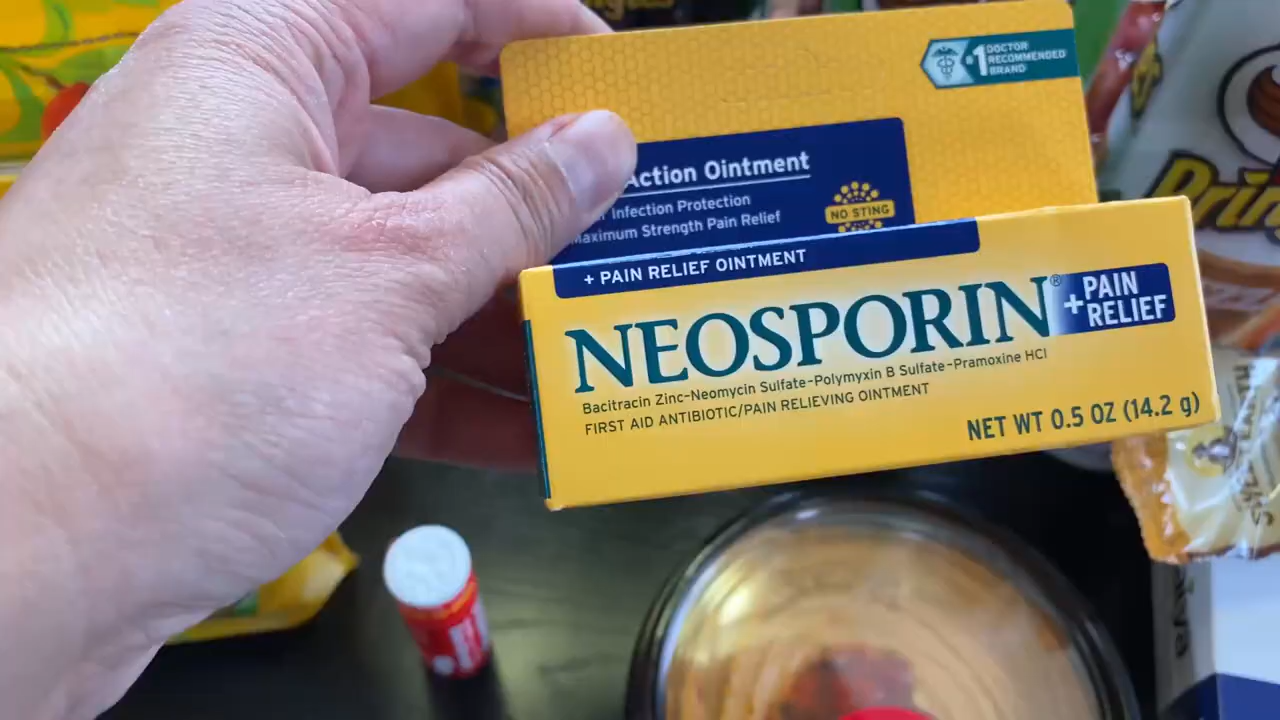 #1 DOCTOR
RECOMMENDED
BRAND
Action Ointment
Infection Protection
Maximum Strength Pain Relief
NO STING
+ PAIN RELIEF OINTMENT
NEOSPORIN® +PAIN
RELIEF
Bacitracin Zinc-Neomycin Sulfate-Polymyxin B Sulfate-Pramoxine HCl
FIRST AID ANTIBIOTIC/PAIN RELIEVING OINTMENT
NET WT 0.5 OZ (14.2 g)